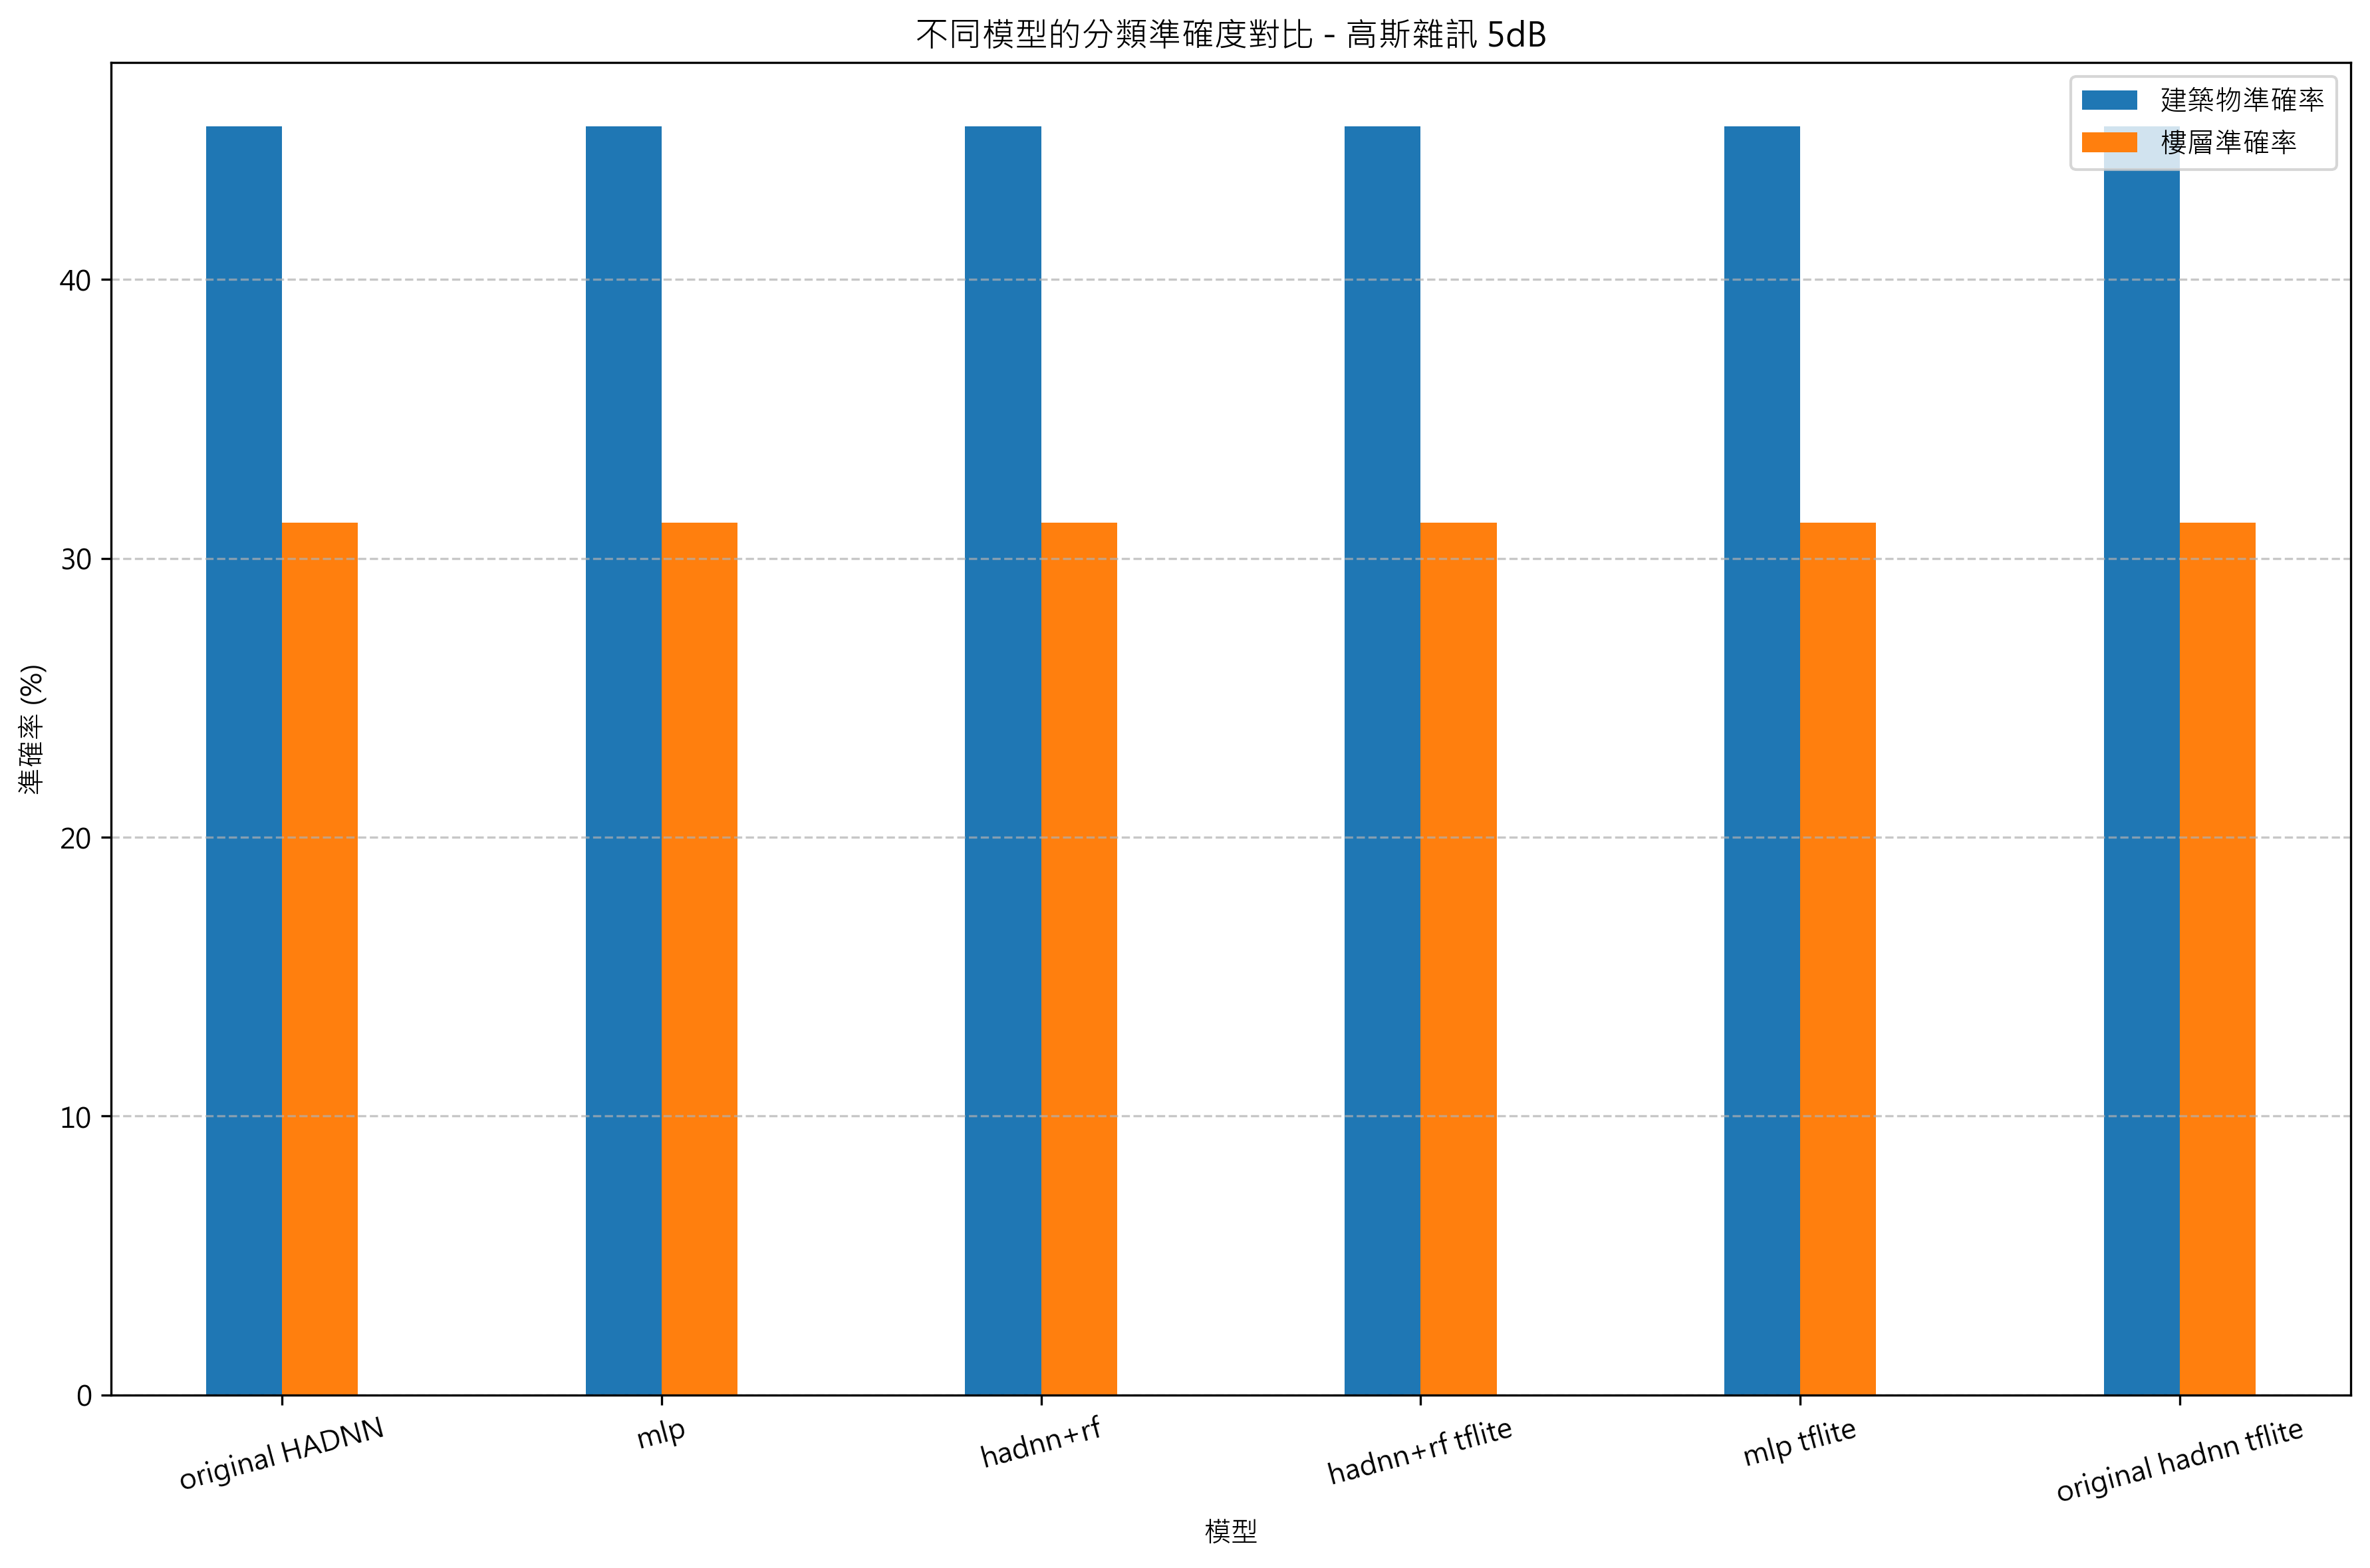 不同模型的分類準確度對比 - 高斯雜訊 5dB
建築物準確率
樓層準確率
準確率 (%)
40
30
20
10
0
original HADNN
mlp
hadnn+rf
hadnn+rf tflite
mlp tflite
original hadnn tflite
模型